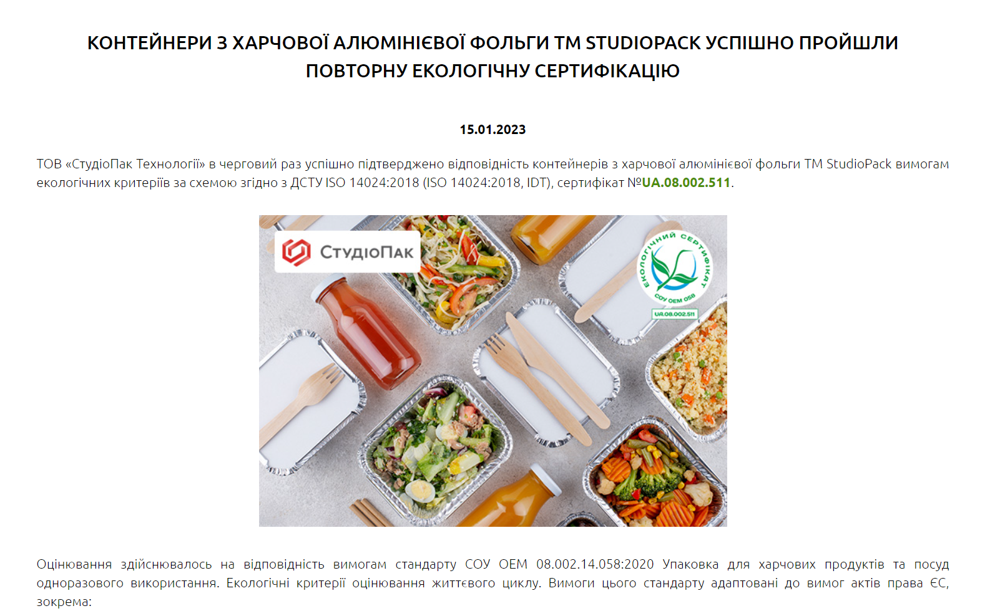 КОНТЕЙНЕРИ З ХАРЧОВОЇ АЛЮМІНІЄВОЇ ФОЛЬГИ ТМ STUDIOPACK УСПІШНО ПРОЙШЛИ
ПОВТОРНУ ЕКОЛОГІЧНУ СЕРТИФІКАЦІЮ
15.01.2023
ТОВ «СтудіоПак Технології» в черговий раз успішно підтверджено відповідність контейнерів з харчової алюмінієвої фольги ТМ StudioPack вимогам
екологічних критеріїв за схемою згідно з ДСТУ ISO 14024:2018 (ISO 14024:2018, IDT), сертифікат №UA.08.002.511.
СтудіоПак
ЕКОЛОГІЧНИЙ СЕРТИФІКАТ
СОУ ОЕМ 058
UA.08.002.511
Оцінювання здійснювалось на відповідність вимогам стандарту СОУ ОЕМ 08.002.14.058:2020 Упаковка для харчових продуктів та посуд
одноразового використання. Екологічні критерії оцінювання життєвого циклу. Вимоги цього стандарту адаптовані до вимог актів права ЄС,
зокрема: